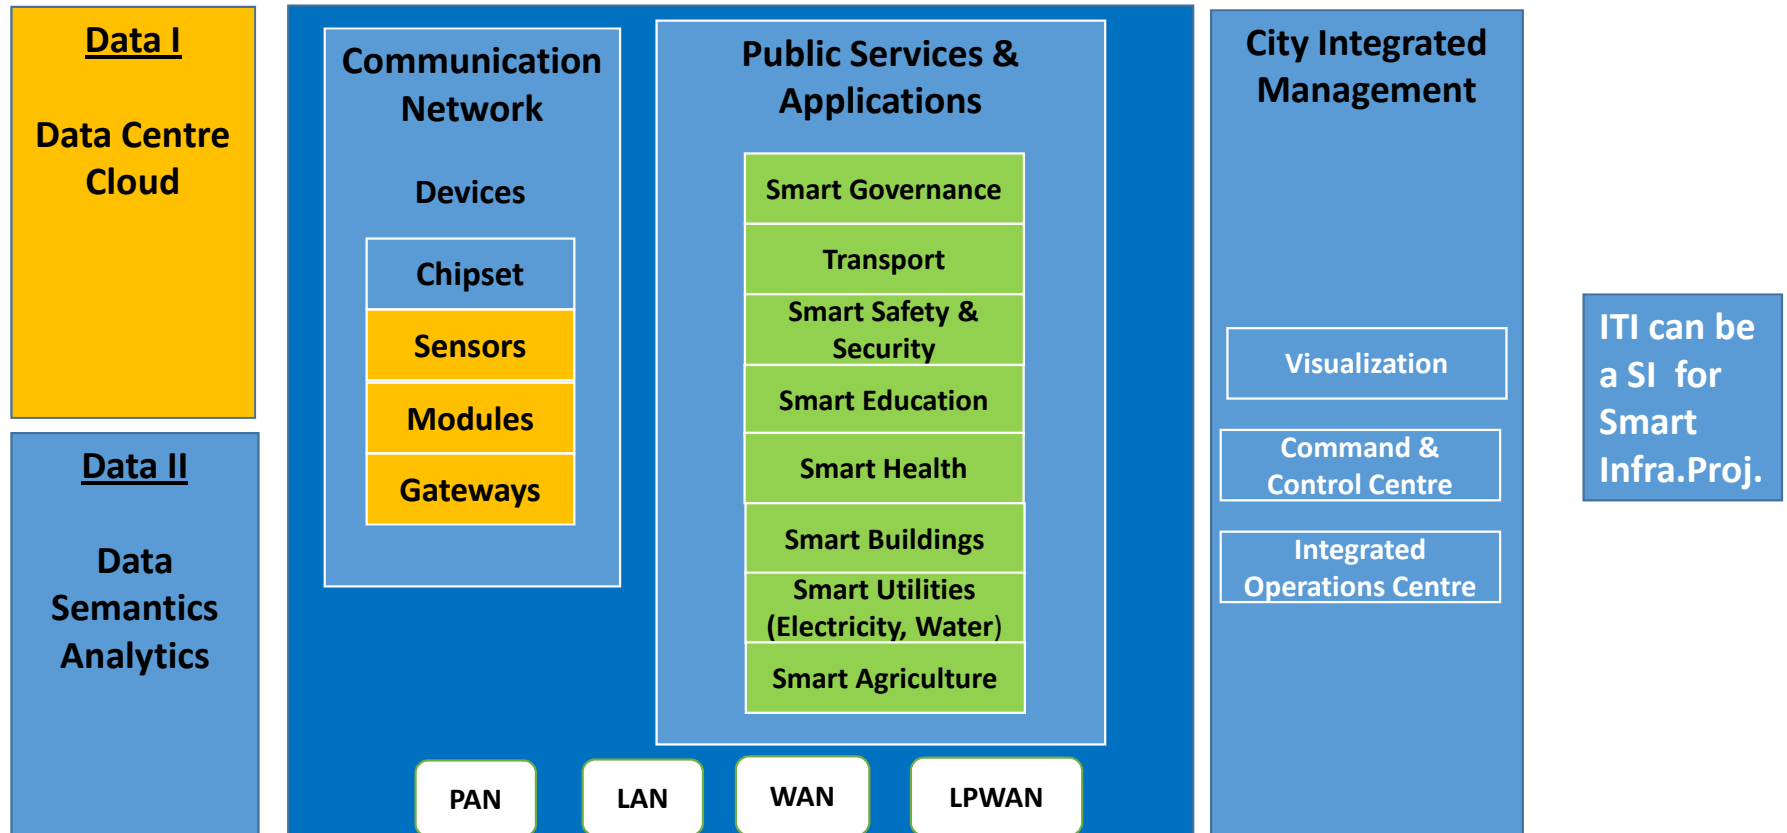 Data I
Data Centre
Cloud
Data II
Data
Semantics
Analytics
Communication
Network
Devices
Chipset
Sensors
Modules
Gateways
Public Services &
Applications
Smart Governance
Transport
Smart Safety &
Security
Smart Education
Smart Health
Smart Buildings
Smart Utilities
(Electricity, Water)
Smart Agriculture
PAN
LAN
WAN
LPWAN
City Integrated
Management
Visualization
Command &
Control Centre
Integrated
Operations Centre
ITI can be
a SI for
Smart
Infra.Proj.